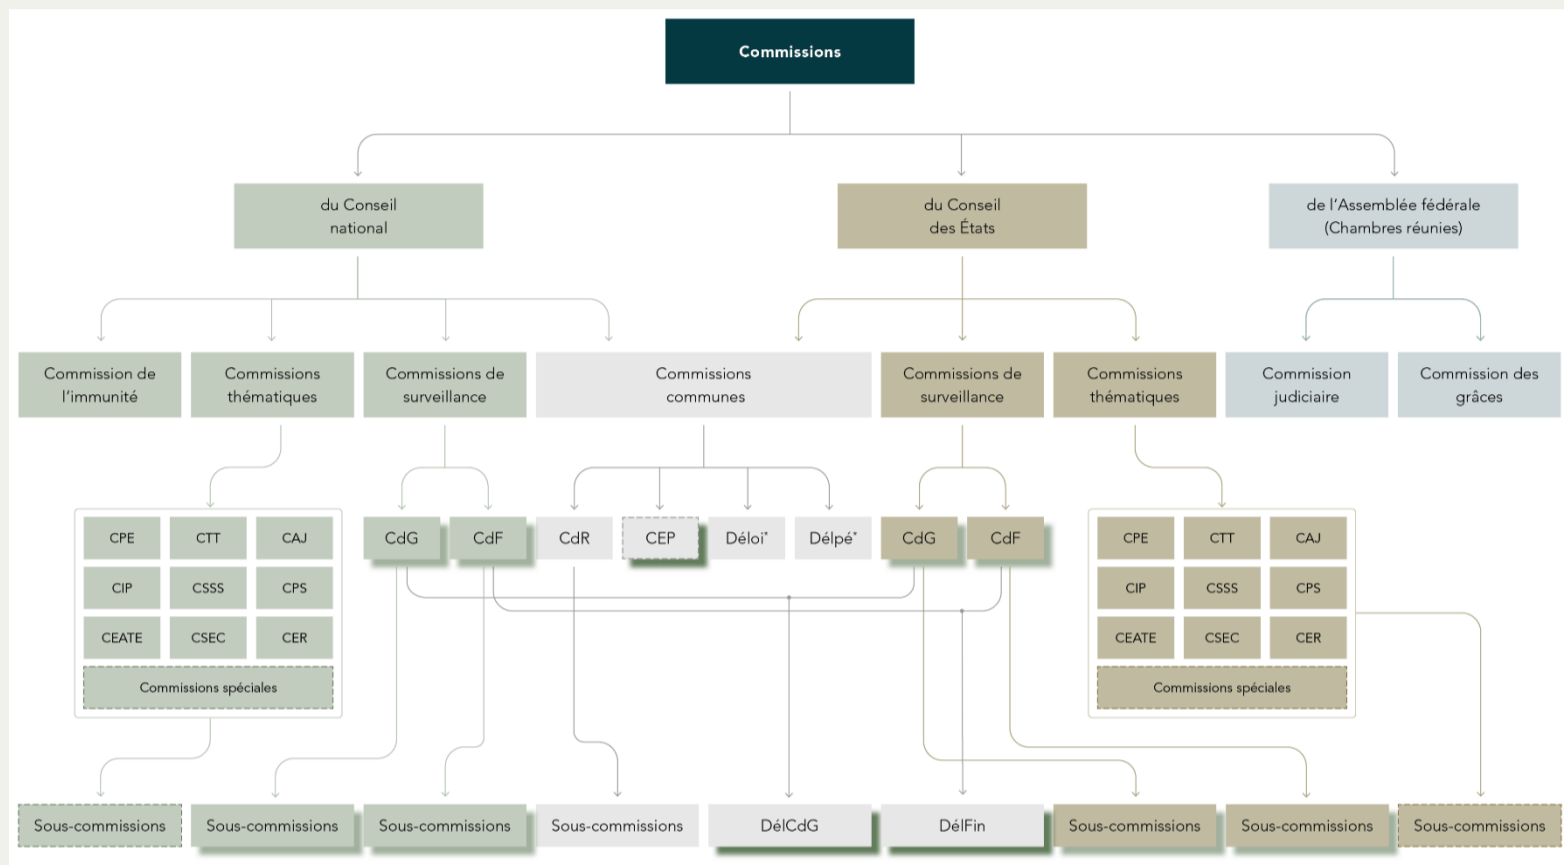 Commissions
du Conseil
national
du Conseil
des États
de l’Assemblée fédérale
(Chambres réunies)
Commission de
l’immunité
Commissions
thématiques
Commissions de
surveillance
Commissions
communes
Commissions de
surveillance
Commissions
thématiques
Commission
judiciaire
Commission des
grâces
CPE
CTT
CAJ
CIP
CSSS
CPS
CEATE
CSEC
CER
Commissions spéciales
CdG
CdF
CdR
CEP
Déloi*
Délpé*
CdG
CdF
CPE
CTT
CAJ
CIP
CSSS
CPS
CEATE
CSEC
CER
Commissions spéciales
Sous-commissions
Sous-commissions
Sous-commissions
Sous-commissions
DélCdG
DélFin
Sous-commissions
Sous-commissions
Sous-commissions